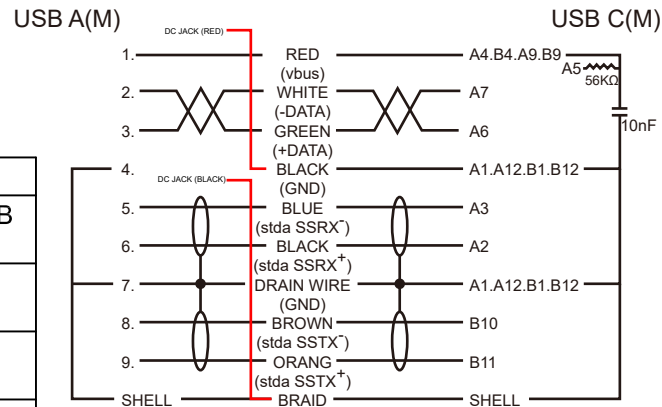 USB A(M) USB C(M)
DC JACK (RED)
1. RED A4.B4.A9.B9
(vbus) A5
56KΩ
2. WHITE A7
(-DATA)
10nF
3. GREEN A6
(+DATA)
4. BLACK A1.A12.B1.B12
DC JACK (BLACK) (GND)
B
5. BLUE A3
(stda SSRX-)
6. BLACK A2
(stda SSRX+)
7. DRAIN WIRE A1.A12.B1.B12
(GND)
8. BROWN B10
(stda SSTX-)
9. ORANG B11
(stda SSTX+)
SHELL BRAID SHELL